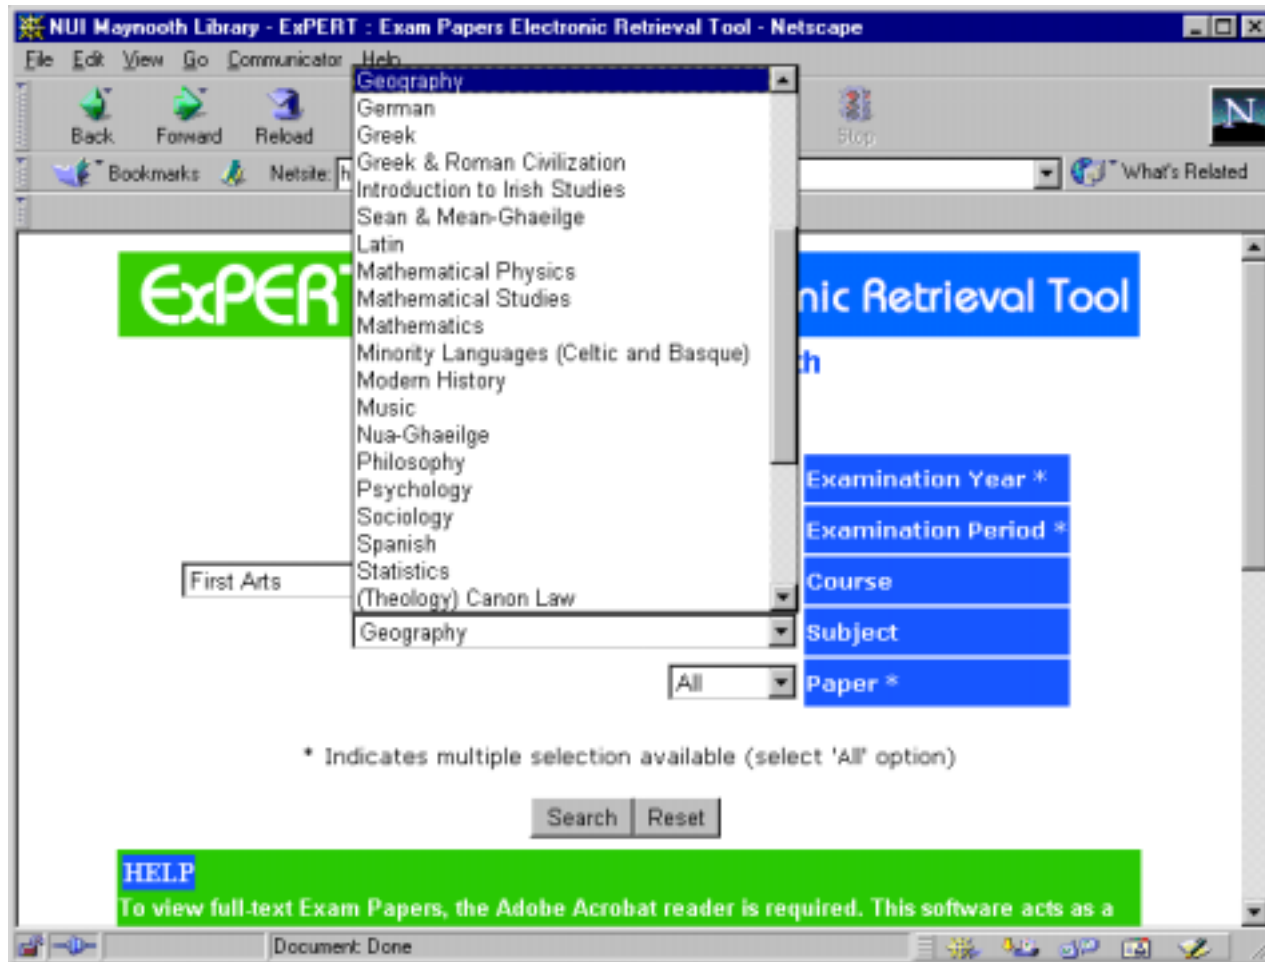 NUI Maynooth Library - ExPERT : Exam Papers Electronic Retrieval Tool - Netscape
File Edit View Go Communicator Help
Back Forward Reload Stop
Bookmarks Netsite: h What's Related
Geography
German
Greek
Greek & Roman Civilization
Introduction to Irish Studies
Sean & Mean-Ghaeilge
Latin
Mathematical Physics
Mathematical Studies
Mathematics
Minority Languages (Celtic and Basque)
Modern History
Music
Nua-Ghaeilge
Philosophy
Psychology
Sociology
Spanish
Statistics
(Theology) Canon Law
ExPERT nic Retrieval Tool
Examination Year *
Examination Period *
First Arts Course
Geography Subject
All Paper *
* Indicates multiple selection available (select 'All' option)
Search Reset
HELP
To view full-text Exam Papers, the Adobe Acrobat reader is required. This software acts as a
Document: Done